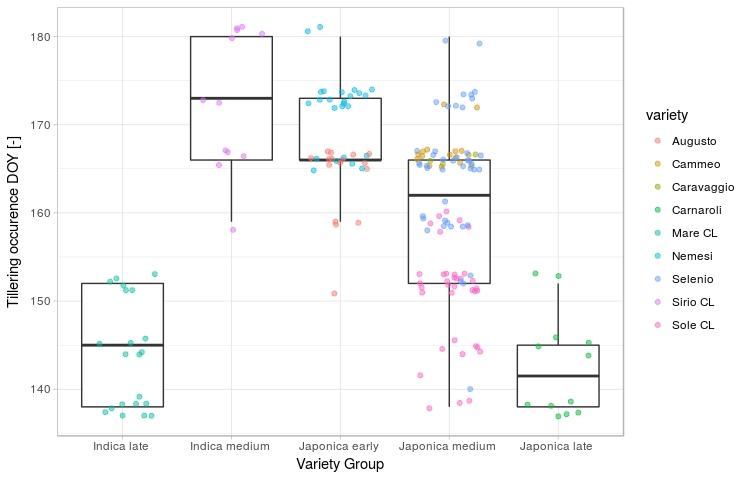 Tillering occurence DOY [-]
180
170
160
150
140
Indica late
Indica medium
Japonica early
Japonica medium
Japonica late
Variety Group
variety
Augusto
Cammeo
Caravaggio
Carnaroli
Mare CL
Nemesi
Selenio
Sirio CL
Sole CL